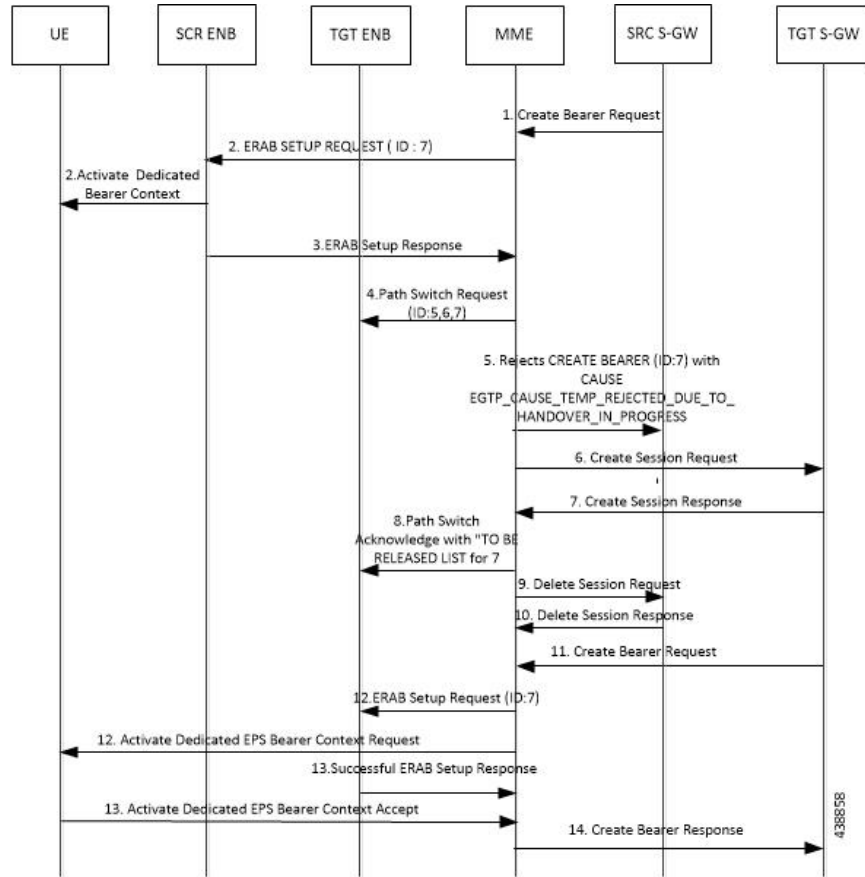 UE
SCR ENB
TGT ENB
MME
SRC S-GW
TGT S-GW
1. Create Bearer Request
2. ERAB SETUP REQUEST ( ID : 7)
2.Activate Dedicated
Bearer Context
3.ERAB Setup Response
4.Path Switch Request
(ID:5,6,7)
5. Rejects CREATE BEARER (ID:7) with
CAUSE
EGTP_CAUSE_TEMP_REJECTED_DUE_TO_
HANDOVER_IN_PROGRESS
6. Create Session Request
7. Create Session Response
8.Path Switch
Acknowledge with "TO BE
RELEASED LIST for 7
9. Delete Session Request
10. Delete Session Response
11. Create Bearer Request
12.ERAB Setup Request (ID:7)
12. Activate Dedicated EPS Bearer Context Request
13.Successful ERAB Setup Response
13. Activate Dedicated EPS Bearer Context Accept
14. Create Bearer Response
438858